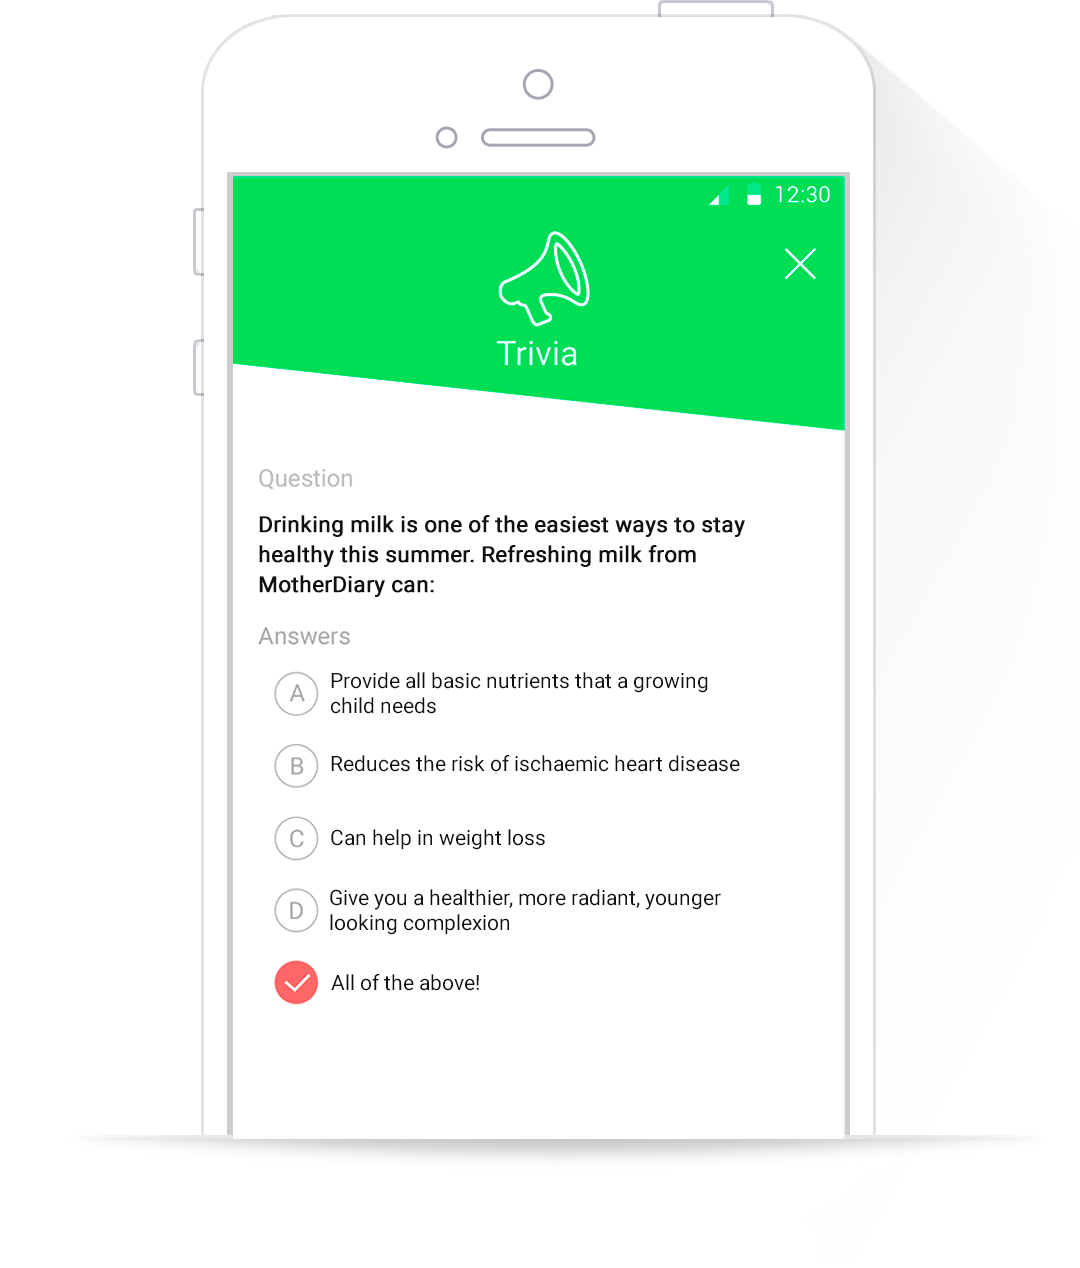 12:30
Trivia
Question
Drinking milk is one of the easiest ways to stay
healthy this summer. Refreshing milk from
MotherDiary can:
Answers
A Provide all basic nutrients that a growing
child needs
B Reduces the risk of ischaemic heart disease
C Can help in weight loss
D Give you a healthier, more radiant, younger
looking complexion
All of the above!